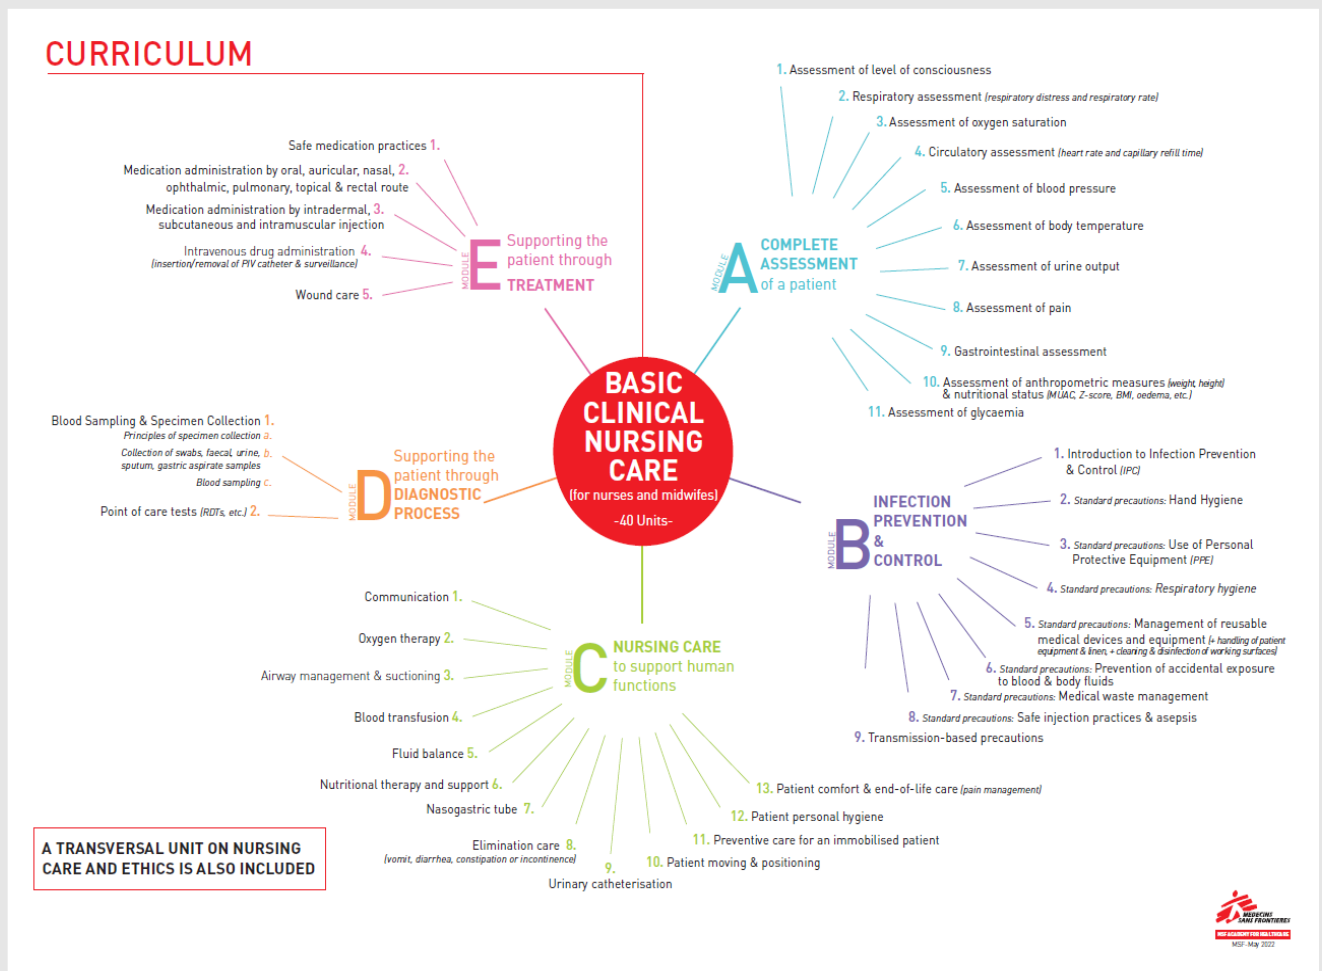 CURRICULUM
1. Assessment of level of consciousness
2. Respiratory assessment (respiratory distress and respiratory rate)
3. Assessment of oxygen saturation
4. Circulatory assessment (heart rate and capillary refill time)
5. Assessment of blood pressure
6. Assessment of body temperature
7. Assessment of urine output
8. Assessment of pain
9. Gastrointestinal assessment
10. Assessment of anthropometric measures (weight, height)
& nutritional status (MUAC, Z-score, BMI, oedema, etc.)
11. Assessment of glycaemia
MODULE
A
COMPLETE
ASSESSMENT
of a patient
Safe medication practices 1.
Medication administration by oral, auricular, nasal, 2.
ophthalmic, pulmonary, topical & rectal route
Medication administration by intradermal, 3.
subcutaneous and intramuscular injection
Intravenous drug administration 4.
(insertion/removal of PIV catheter & surveillance)
Wound care 5.
MODULE
E
Supporting the
patient through
TREATMENT
BASIC
CLINICAL
NURSING
CARE
(for nurses and midwifes)
-40 Units-
Blood Sampling & Specimen Collection 1.
Principles of specimen collection a.
Collection of swabs, faecal, urine, b.
sputum, gastric aspirate samples
Blood sampling c.
Point of care tests (RDTs, etc.) 2.
MODULE
D
Supporting the
patient through
DIAGNOSTIC
PROCESS
MODULE
B
INFECTION
PREVENTION
&
CONTROL
1. Introduction to Infection Prevention
& Control (IPC)
2. Standard precautions: Hand Hygiene
3. Standard precautions: Use of Personal
Protective Equipment (PPE)
4. Standard precautions: Respiratory hygiene
5. Standard precautions: Management of reusable
medical devices and equipment (+ handling of patient
equipment & linen, + cleaning & disinfection of working surfaces)
6. Standard precautions: Prevention of accidental exposure
to blood & body fluids
7. Standard precautions: Medical waste management
8. Standard precautions: Safe injection practices & asepsis
9. Transmission-based precautions
MODULE
C
NURSING CARE
to support human
functions
Communication 1.
Oxygen therapy 2.
Airway management & suctioning 3.
Blood transfusion 4.
Fluid balance 5.
Nutritional therapy and support 6.
Nasogastric tube 7.
Elimination care 8.
(vomit, diarrhea, constipation or incontinence)
9.
Urinary catheterisation
10. Patient moving & positioning
11. Preventive care for an immobilised patient
12. Patient personal hygiene
13. Patient comfort & end-of-life care (pain management)
A TRANSVERSAL UNIT ON NURSING
CARE AND ETHICS IS ALSO INCLUDED
MEDECINS
SANS FRONTIERES
MSF ACADEMY FOR HEALTHCARE
MSF-May 2022